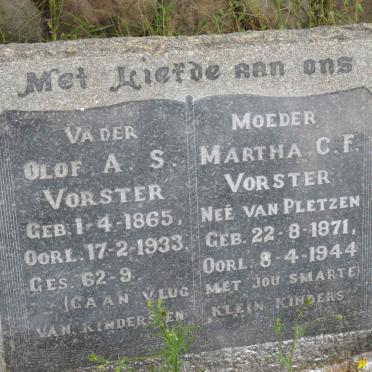 Met Liefde aan ons
VADER
OLOF A. S.
VORSTER
GEB. 1-4-1865,
OORL. 17-2-1933.
GES. 62-9.
(GAAN VLUG
VAN KINDERS EN
MOEDER
MARTHA C. F.
VORSTER
NEÉ VAN PLETZEN
GEB. 22-8-1871,
OORL. 8-4-1944
MET JOU SMARTE)
KLEIN KINDERS